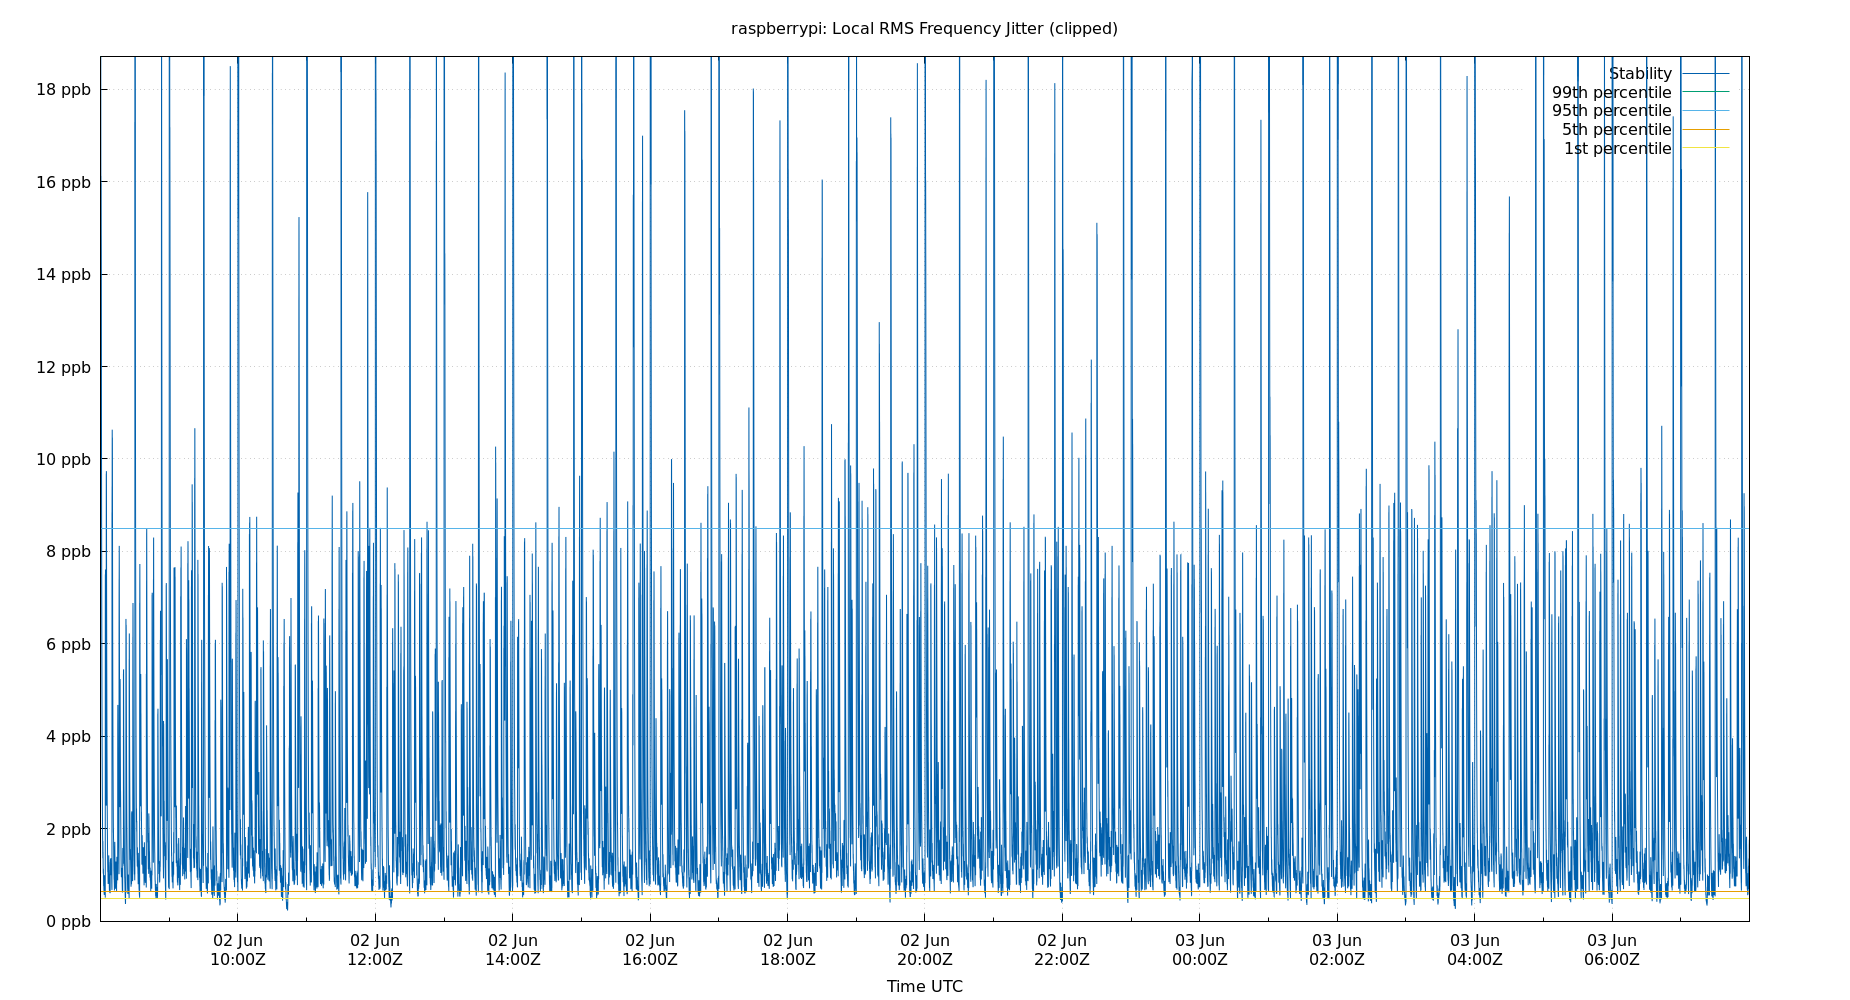 raspberrypi: Local RMS Frequency Jitter (clipped)
Stability
99th percentile
95th percentile
5th percentile
1st percentile
18 ppb
16 ppb
14 ppb
12 ppb
10 ppb
8 ppb
6 ppb
4 ppb
2 ppb
0 ppb
02 Jun 02 Jun 02 Jun 02 Jun 02 Jun 02 Jun 02 Jun 03 Jun 03 Jun 03 Jun 03 Jun
10:00Z 12:00Z 14:00Z 16:00Z 18:00Z 20:00Z 22:00Z 00:00Z 02:00Z 04:00Z 06:00Z
Time UTC